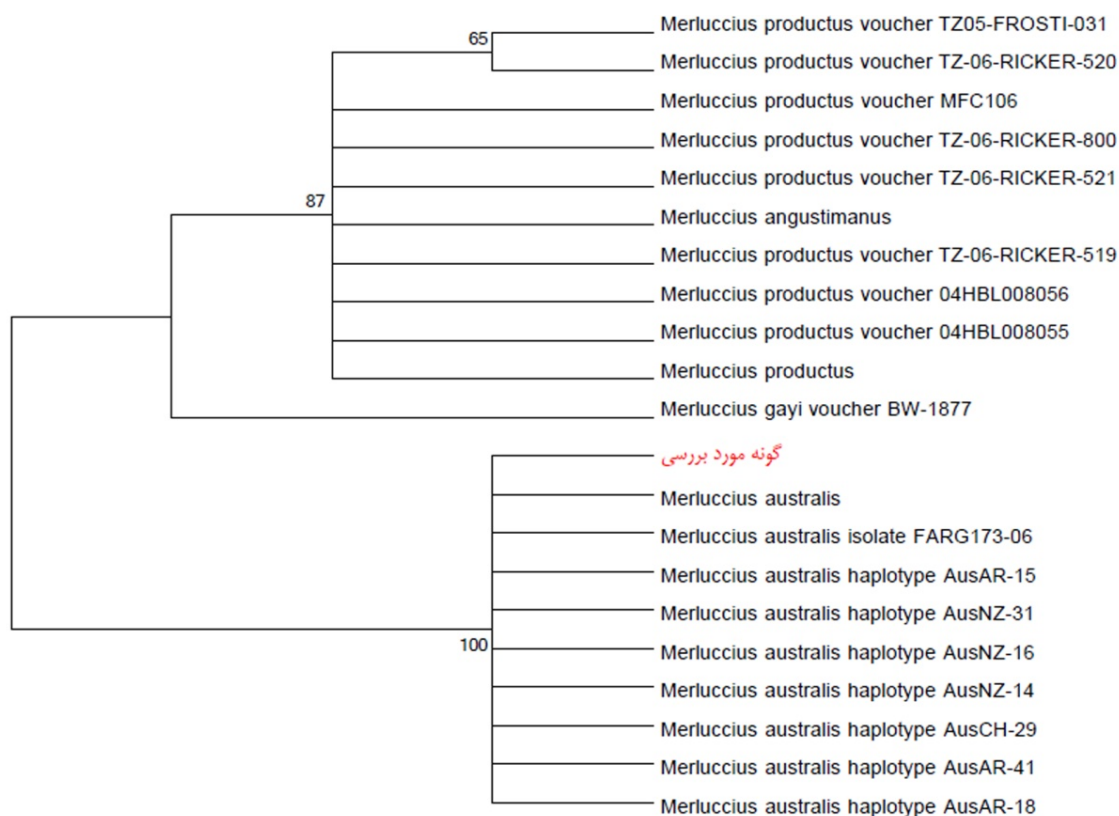 65
Merluccius productus voucher TZ05-FROSTI-031
Merluccius productus voucher TZ-06-RICKER-520
Merluccius productus voucher MFC106
Merluccius productus voucher TZ-06-RICKER-800
Merluccius productus voucher TZ-06-RICKER-521
87
Merluccius angustimanus
Merluccius productus voucher TZ-06-RICKER-519
Merluccius productus voucher 04HBL008056
Merluccius productus voucher 04HBL008055
Merluccius productus
Merluccius gayi voucher BW-1877
گونه مورد بررسی
Merluccius australis
Merluccius australis isolate FARG173-06
Merluccius australis haplotype AusAR-15
Merluccius australis haplotype AusNZ-31
100
Merluccius australis haplotype AusNZ-16
Merluccius australis haplotype AusNZ-14
Merluccius australis haplotype AusCH-29
Merluccius australis haplotype AusAR-41
Merluccius australis haplotype AusAR-18